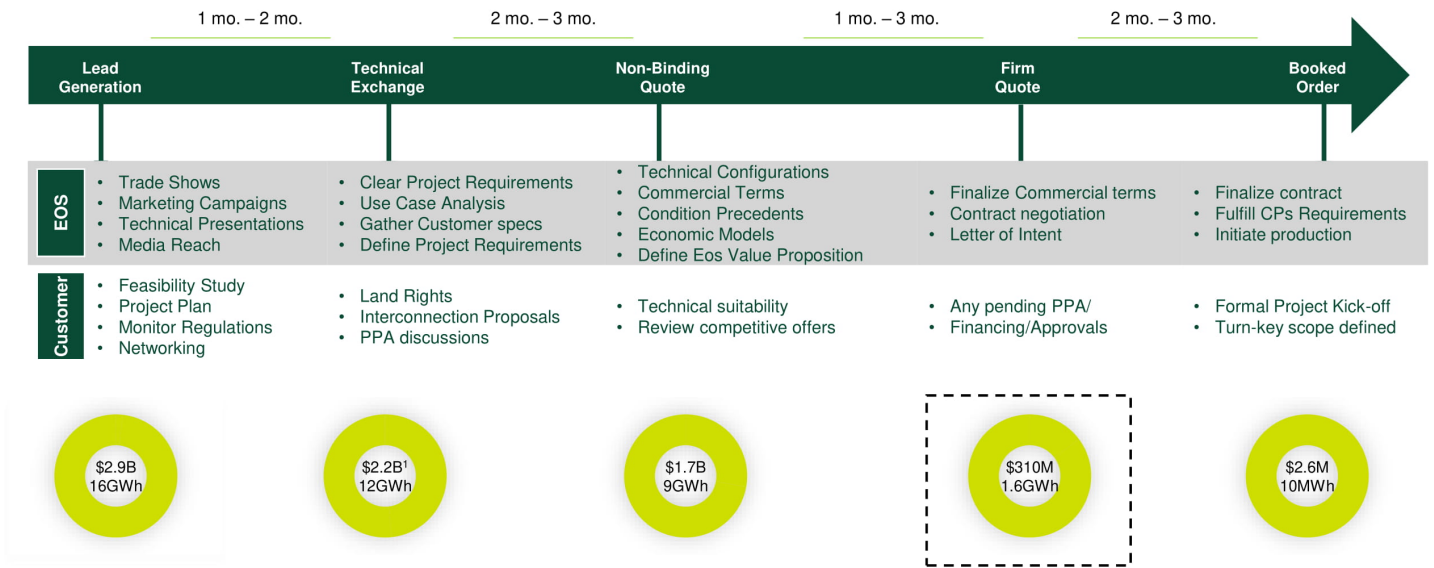 1 mo. – 2 mo.
2 mo. – 3 mo.
1 mo. – 3 mo.
2 mo. – 3 mo.
Lead
Generation
Technical
Exchange
Non-Binding
Quote
Firm
Quote
Booked
Order
EOS
• Trade Shows
• Marketing Campaigns
• Technical Presentations
• Media Reach
• Clear Project Requirements
• Use Case Analysis
• Gather Customer specs
• Define Project Requirements
• Technical Configurations
• Commercial Terms
• Condition Precedents
• Economic Models
• Define Eos Value Proposition
• Finalize Commercial terms
• Contract negotiation
• Letter of Intent
• Finalize contract
• Fulfill CPs Requirements
• Initiate production
Customer
• Feasibility Study
• Project Plan
• Monitor Regulations
• Networking
• Land Rights
• Interconnection Proposals
• PPA discussions
• Technical suitability
• Review competitive offers
• Any pending PPA/
• Financing/Approvals
• Formal Project Kick-off
• Turn-key scope defined
$2.9B
16GWh
$2.2B¹
12GWh
$1.7B
9GWh
$310M
1.6GWh
$2.6M
10MWh